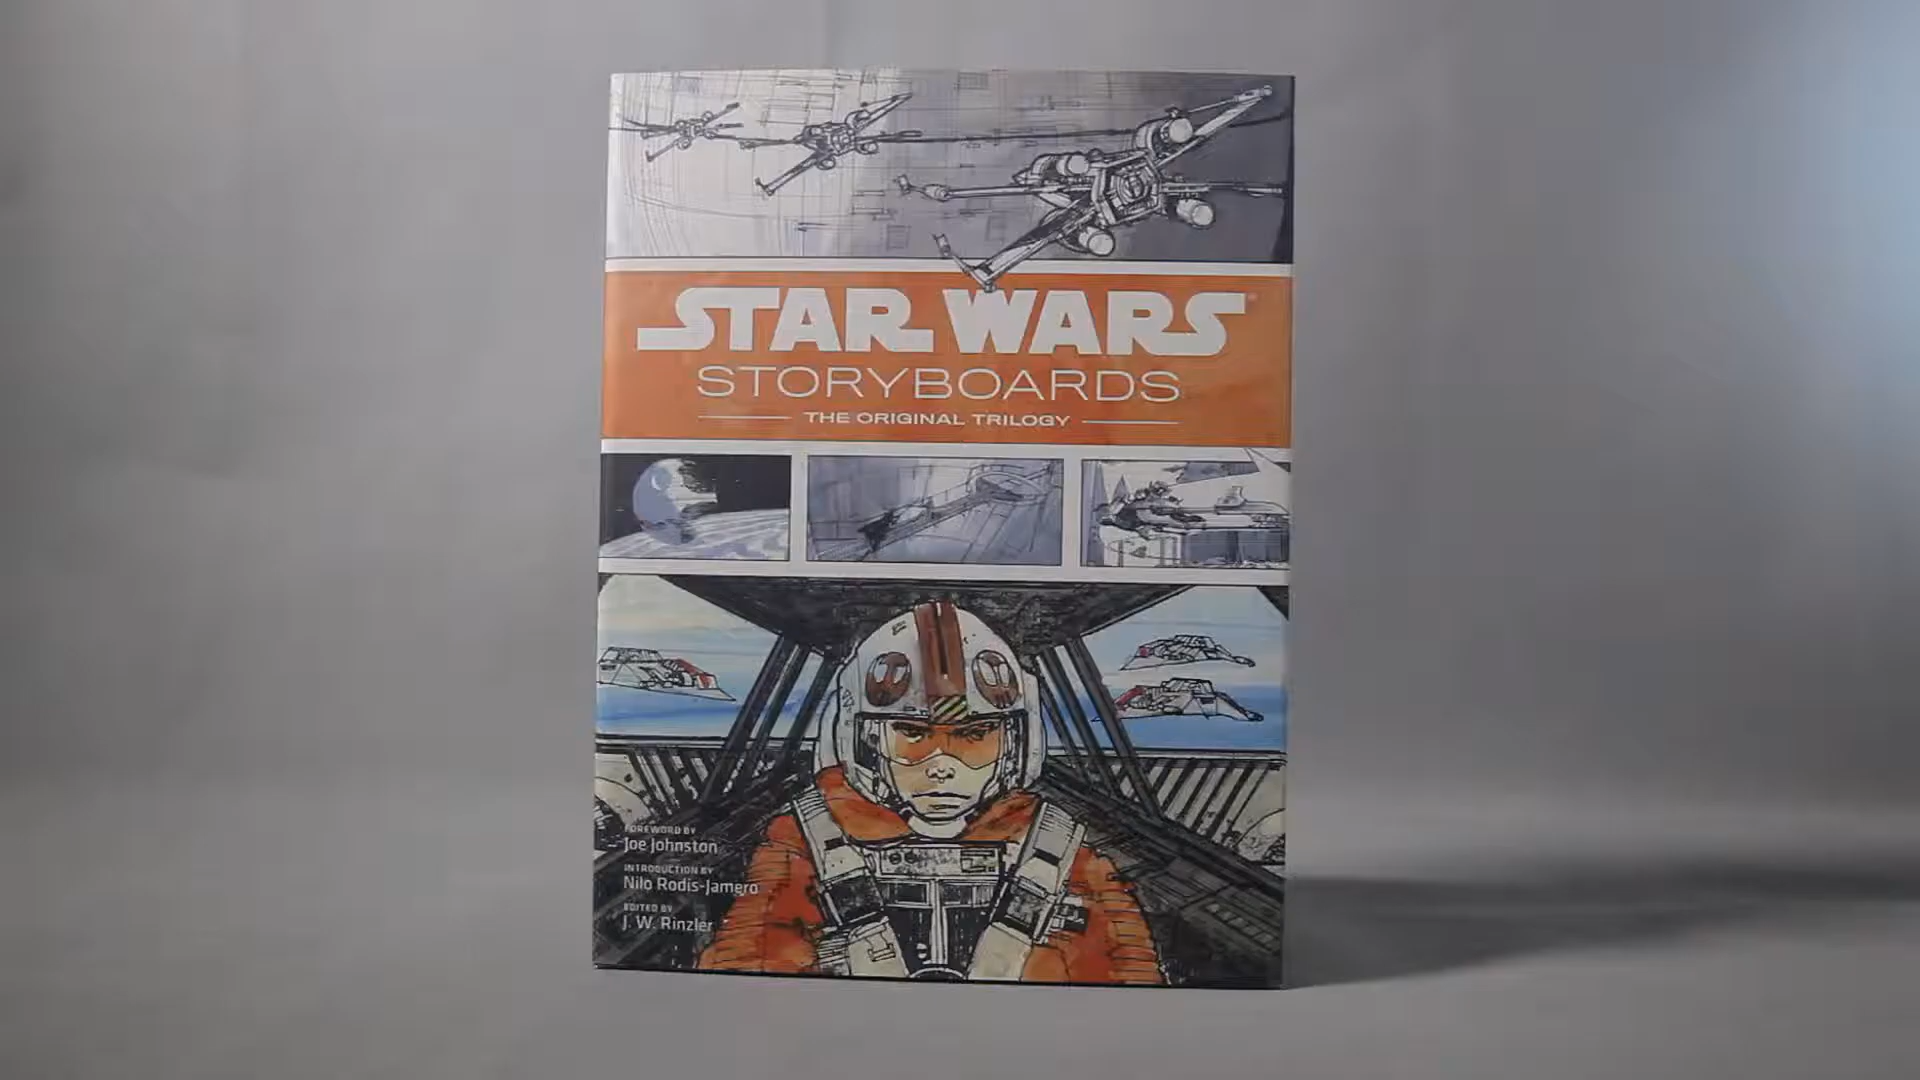 STAR WARS
STORYBOARDS
THE ORIGINAL TRILOGY
FOREWORD BY
Joe Johnston
INTRODUCTION BY
Nilo Rodis-Jamero
EDITED BY
J. W. Rinzler